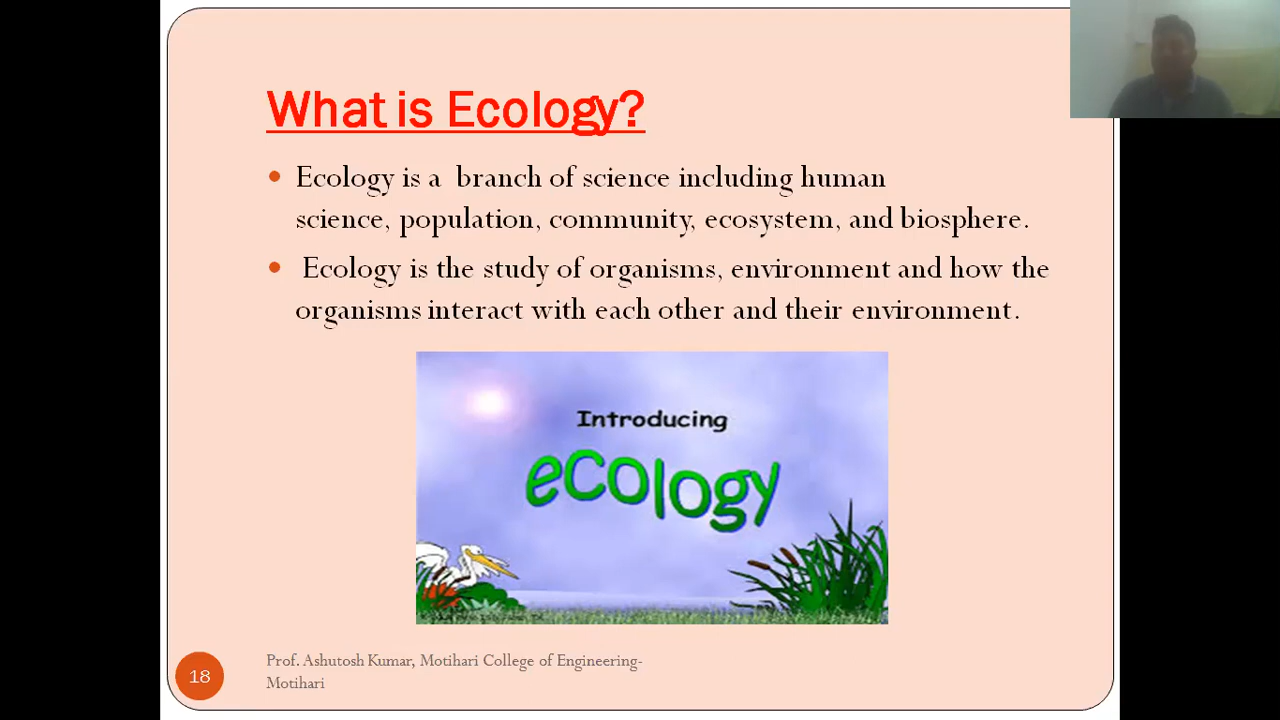 What is Ecology?
• Ecology is a branch of science including human
science, population, community, ecosystem, and biosphere.
• Ecology is the study of organisms, environment and how the
organisms interact with each other and their environment.
Introducing
ecology
Prof. Ashutosh Kumar, Motihari College of Engineering-
Motihari
18